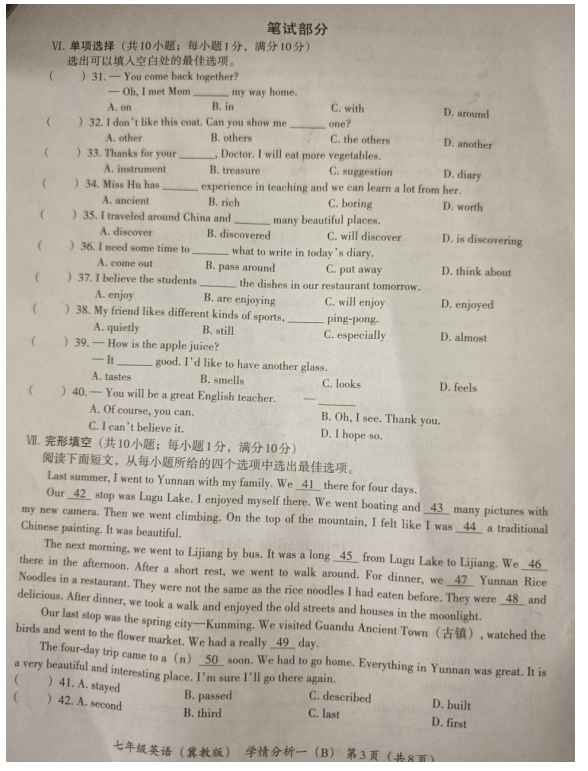 笔试部分
Ⅵ. 单项选择（共10小题；每小题1分，满分10分）
选出可以填入空白处的最佳选项。
(　　) 31. — You come back together?
— Oh, I met Mom ______ my way home.
A. on B. in C. with D. around
(　　) 32. I don't like this coat. Can you show me ______ one?
A. other B. others C. the others D. another
(　　) 33. Thanks for your ______, Doctor. I will eat more vegetables.
A. instrument B. treasure C. suggestion D. diary
(　　) 34. Miss Hu has ______ experience in teaching and we can learn a lot from her.
A. ancient B. rich C. boring D. worth
(　　) 35. I traveled around China and ______ many beautiful places.
A. discover B. discovered C. will discover D. is discovering
(　　) 36. I need some time to ______ what to write in today's diary.
A. come out B. pass around C. put away D. think about
(　　) 37. I believe the students ______ the dishes in our restaurant tomorrow.
A. enjoy B. are enjoying C. will enjoy D. enjoyed
(　　) 38. My friend likes different kinds of sports, ______ ping-pong.
A. quietly B. still C. especially D. almost
(　　) 39. — How is the apple juice?
— It ______ good. I'd like to have another glass.
A. tastes B. smells C. looks D. feels
(　　) 40. — You will be a great English teacher. — ______
A. Of course, you can. B. Oh, I see. Thank you.
C. I can't believe it. D. I hope so.
Ⅶ. 完形填空（共10小题；每小题1分，满分10分）
阅读下面短文，从每小题所给的四个选项中选出最佳选项。
Last summer, I went to Yunnan with my family. We 41 there for four days.
Our 42 stop was Lugu Lake. I enjoyed myself there. We went boating and 43 many pictures with
my new camera. Then we went climbing. On the top of the mountain, I felt like I was 44 a traditional
Chinese painting. It was beautiful.
The next morning, we went to Lijiang by bus. It was a long 45 from Lugu Lake to Lijiang. We 46
there in the afternoon. After a short rest, we went to walk around. For dinner, we 47 Yunnan Rice
Noodles in a restaurant. They were not the same as the rice noodles I had eaten before. They were 48 and
delicious. After dinner, we took a walk and enjoyed the old streets and houses in the moonlight.
Our last stop was the spring city—Kunming. We visited Guandu Ancient Town（古镇）, watched the
birds and went to the flower market. We had a really 49 day.
The four-day trip came to a（n）50 soon. We had to go home. Everything in Yunnan was great. It is
a very beautiful and interesting place. I'm sure I'll go there again.
(　　) 41. A. stayed B. passed C. described D. built
(　　) 42. A. second B. third C. last D. first
七年级英语（冀教版） 学情分析一（B） 第3页（共8页）